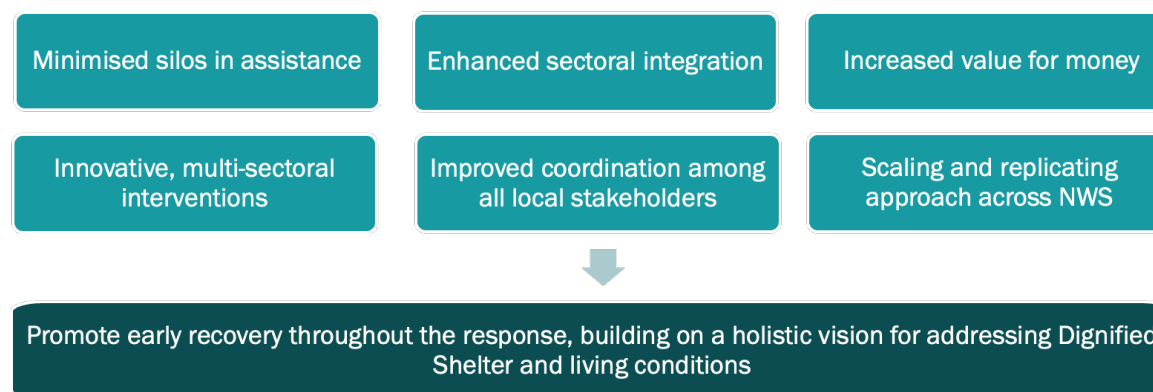 Minimised silos in assistance
Enhanced sectoral integration
Increased value for money
Innovative, multi-sectoral
interventions
Improved coordination among
all local stakeholders
Scaling and replicating
approach across NWS
Promote early recovery throughout the response, building on a holistic vision for addressing Dignified
Shelter and living conditions